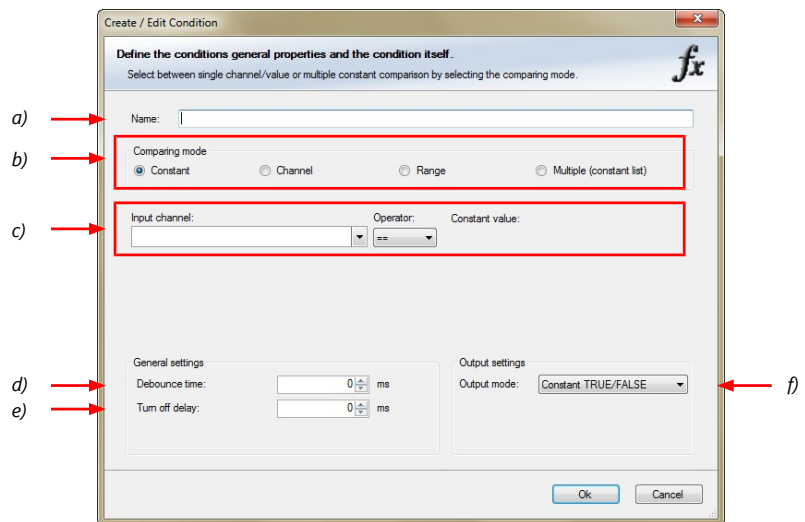 Create / Edit Condition
Define the conditions general properties and the condition itself.
Select between single channel/value or multiple constant comparison by selecting the comparing mode.
fx
a) Name:
b) Comparing mode
Constant Channel Range Multiple (constant list)
Input channel: Operator: Constant value:
c) ==
General settings Output settings
d) Debounce time: 0 ms Output mode: Constant TRUE/FALSE f)
e) Turn off delay: 0 ms
Ok Cancel